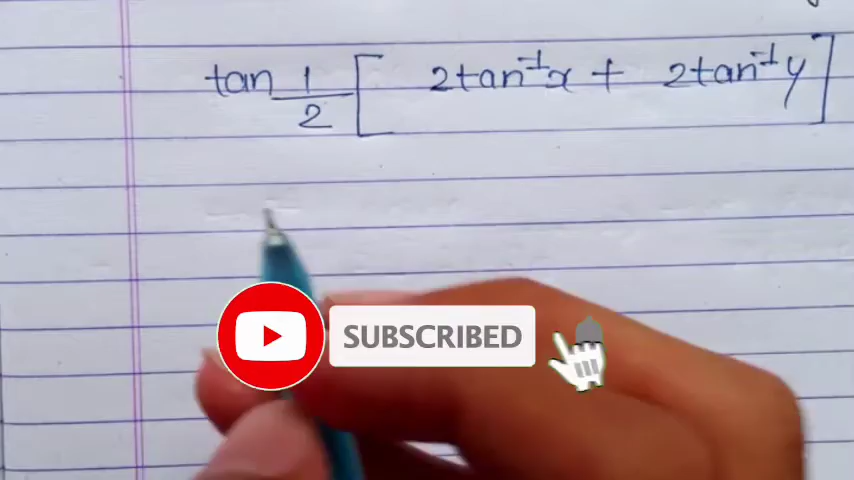 tan 1/2 [ 2tan⁻¹x + 2tan⁻¹y ]
SUBSCRIBED